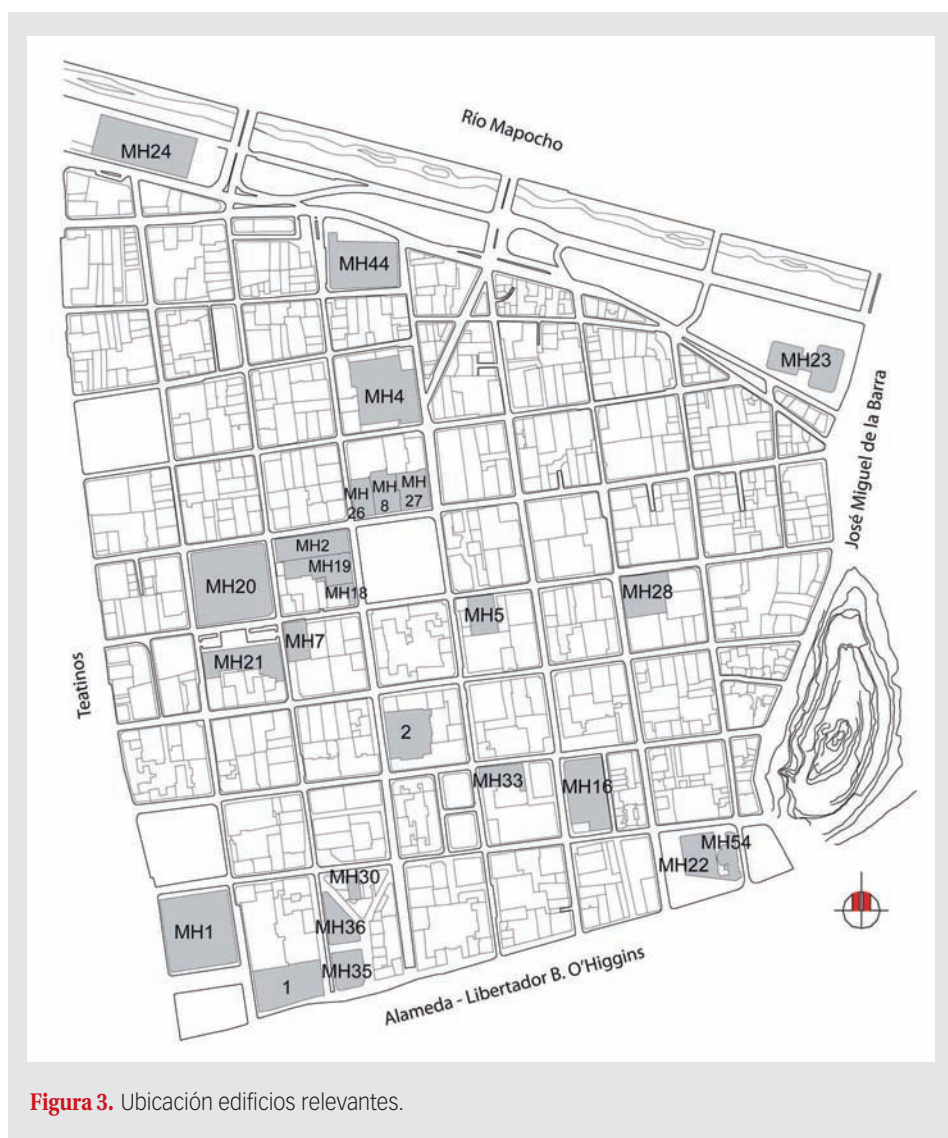 Río Mapocho
MH24
MH44
MH23
MH4
José Miguel de la Barra
MH
26
MH
8
MH
27
MH2
MH19
MH18
MH20
MH28
MH5
MH7
MH21
Teatinos
2
MH33
MH16
MH54
MH22
MH30
MH36
MH1
MH35
1
Alameda - Libertador B. O'Higgins
Figura 3. Ubicación edificios relevantes.